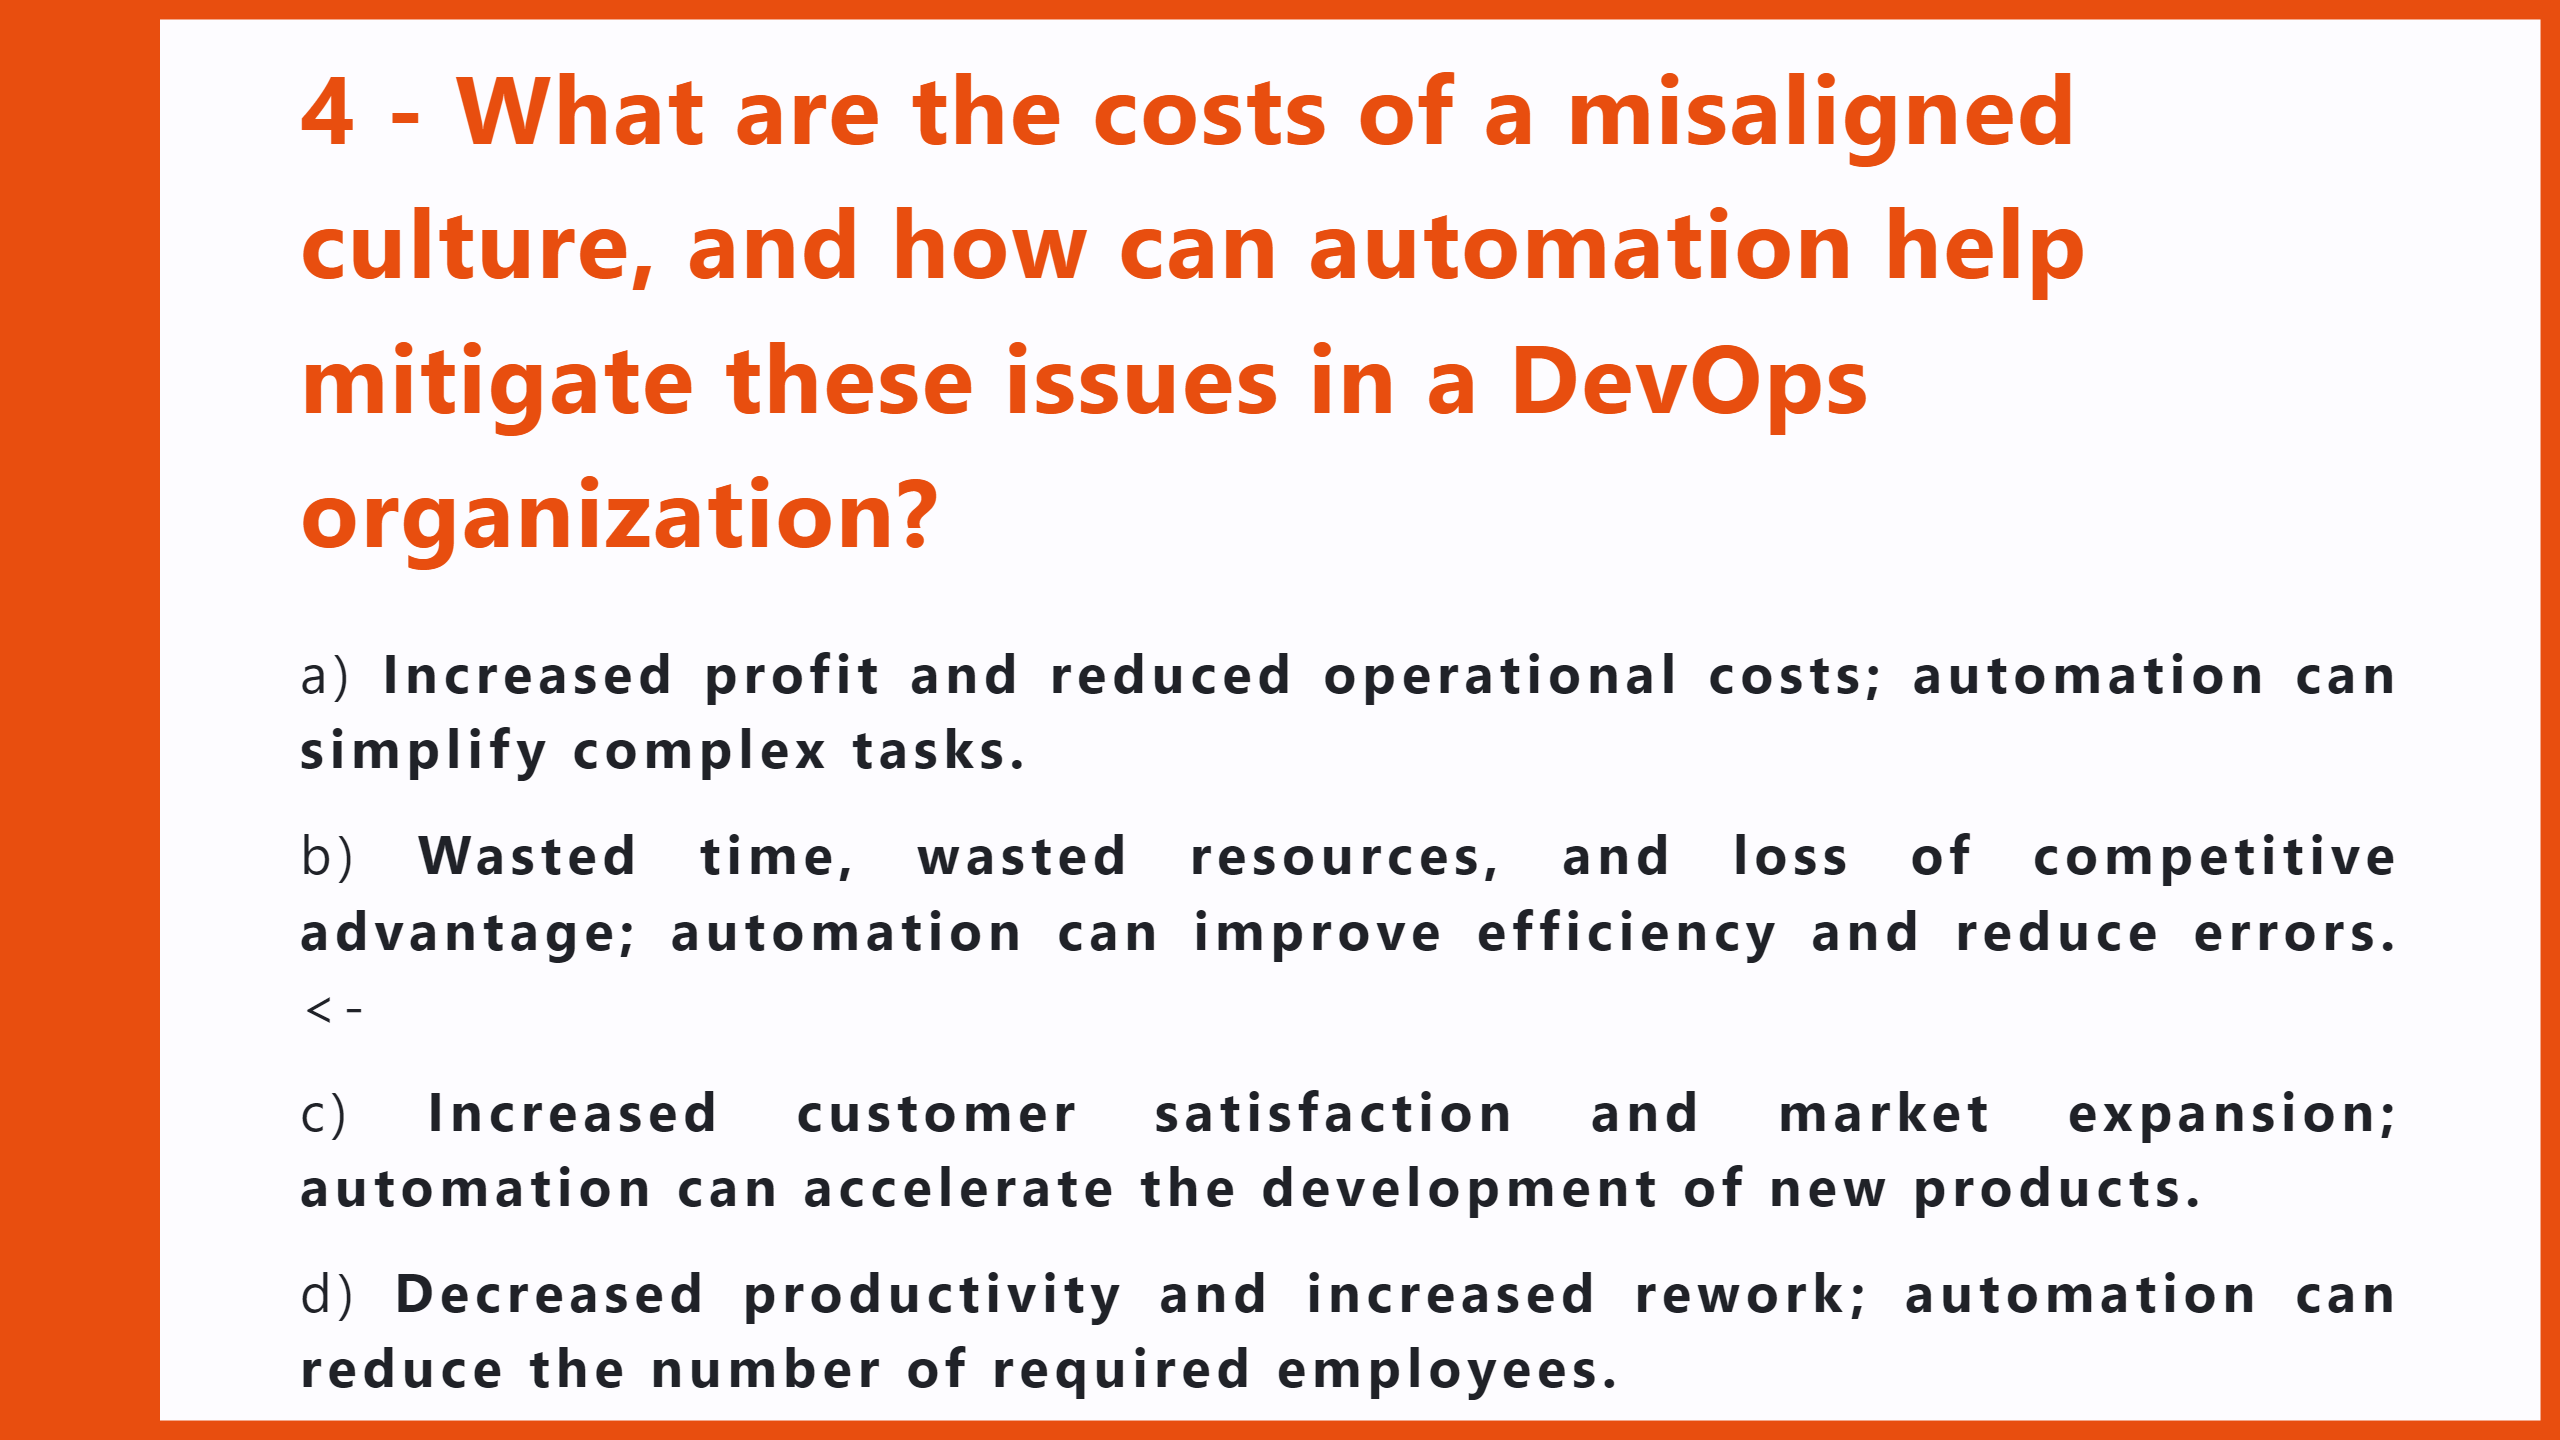 4 - What are the costs of a misaligned
culture, and how can automation help
mitigate these issues in a DevOps
organization?
a) Increased profit and reduced operational costs; automation can
simplify complex tasks.
b) Wasted time, wasted resources, and loss of competitive
advantage; automation can improve efficiency and reduce errors.
<-
c) Increased customer satisfaction and market expansion;
automation can accelerate the development of new products.
d) Decreased productivity and increased rework; automation can
reduce the number of required employees.